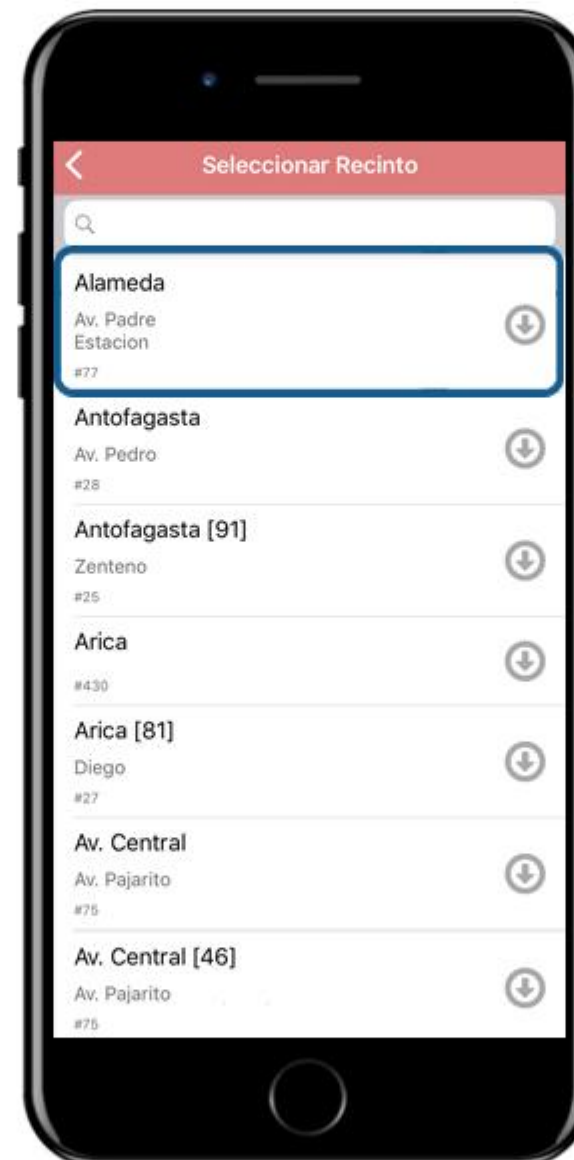 Seleccionar Recinto
Alameda
Av. Padre
Estacion
#77
Antofagasta
Av. Pedro
#28
Antofagasta [91]
Zenteno
#25
Arica
#430
Arica [81]
Diego
#27
Av. Central
Av. Pajarito
#75
Av. Central [46]
Av. Pajarito
#75